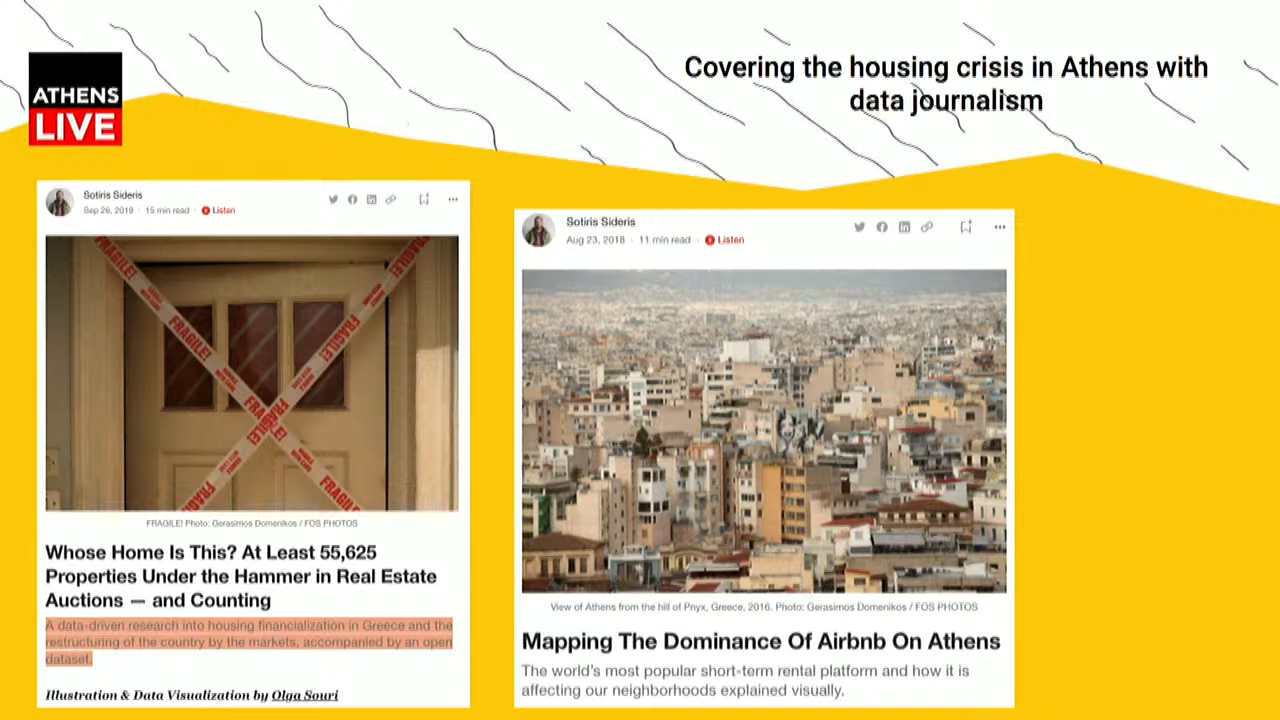 Covering the housing crisis in Athens with
data journalism
ATHENS
LIVE
Sotiris Sideris
Sep 26, 2019 · 15 min read · Listen
FRAGILE!
FRAGILE!
FRAGILE!
FRAGILE!
FRAGILE!
FRAGILE!
FRAGILE! Photo: Gerasimos Domenikos / FOS PHOTOS
Whose Home Is This? At Least 55,625
Properties Under the Hammer in Real Estate
Auctions — and Counting
A data-driven research into housing financialization in Greece and the
restructuring of the country by the markets, accompanied by an open
dataset.
Illustration & Data Visualization by Olga Souri
Sotiris Sideris
Aug 23, 2018 · 11 min read · Listen
View of Athens from the hill of Pnyx, Greece, 2016. Photo: Gerasimos Domenikos / FOS PHOTOS
Mapping The Dominance Of Airbnb On Athens
The world's most popular short-term rental platform and how it is
affecting our neighborhoods explained visually.